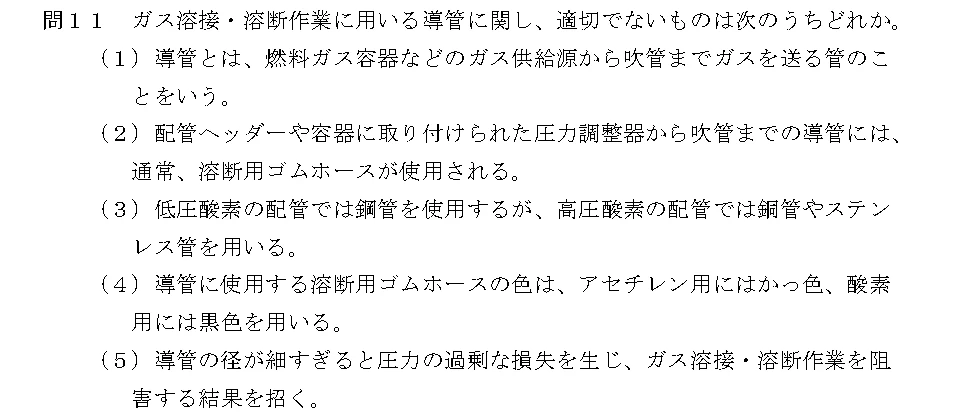 問11 ガス溶接・溶断作業に用いる導管に関し、適切でないものは次のうちどれか。
(1)導管とは、燃料ガス容器などのガス供給源から吹管までガスを送る管のこ
とをいう。
(2)配管ヘッダーや容器に取り付けられた圧力調整器から吹管までの導管には、
通常、溶断用ゴムホースが使用される。
(3)低圧酸素の配管では鋼管を使用するが、高圧酸素の配管では銅管やステン
レス管を用いる。
(4)導管に使用する溶断用ゴムホースの色は、アセチレン用にはかっ色、酸素
用には黒色を用いる。
(5)導管の径が細すぎると圧力の過剰な損失を生じ、ガス溶接・溶断作業を阻
害する結果を招く。